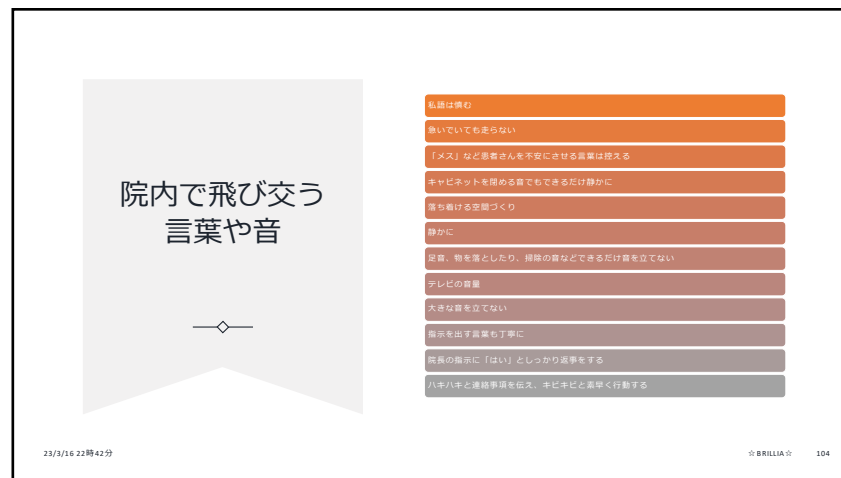 院内で飛び交う
言葉や音
私語は慎む
急いでいても走らない
「メス」など患者さんを不安にさせる言葉は控える
キャビネットを閉める音でもできるだけ静かに
落ち着ける空間づくり
静かに
足音、物を落としたり、掃除の音などできるだけ音を立てない
テレビの音量
大きな音を立てない
指示を出す言葉も丁寧に
院長の指示に「はい」としっかり返事をする
ハキハキと連絡事項を伝え、キビキビと素早く行動する
23/3/16 22時42分
☆BRILLIA☆
104